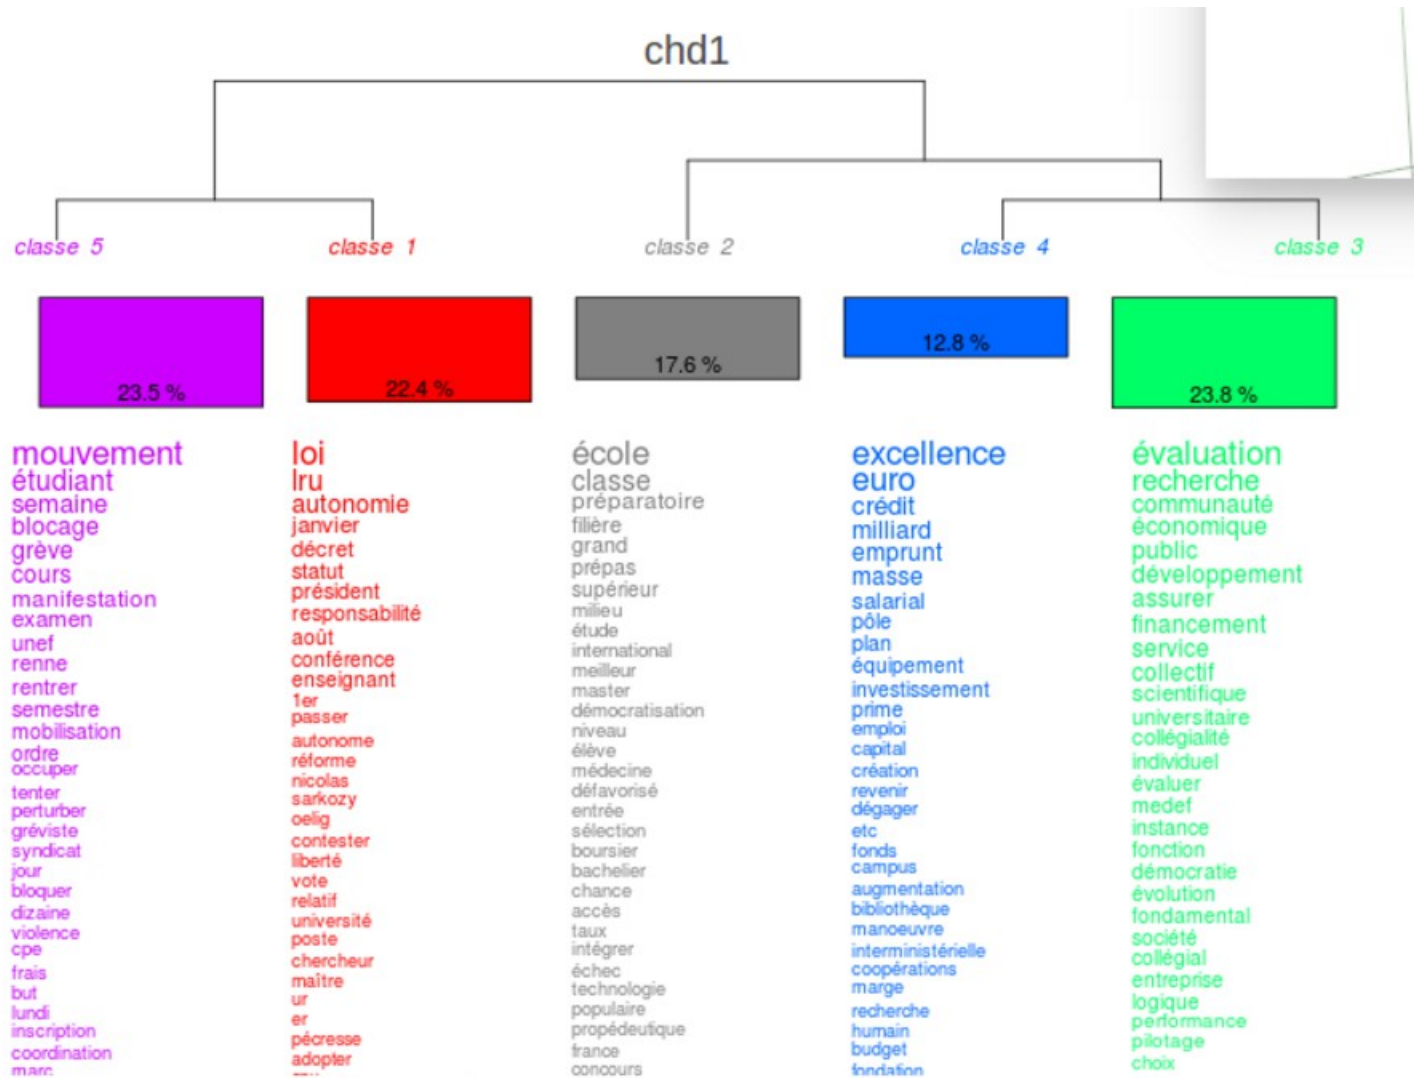 chd1
classe 5
classe 1
classe 2
classe 4
classe 3
23.5 %
22.4 %
17.6 %
12.8 %
23.8 %
mouvement
étudiant
semaine
blocage
grève
cours
manifestation
examen
unef
renne
rentrer
semestre
mobilisation
ordre
occuper
tenter
perturber
gréviste
syndicat
jour
bloquer
dizaine
violence
cpe
frais
but
lundi
inscription
coordination
marc
loi
lru
autonomie
janvier
décret
statut
président
responsabilité
août
conférence
enseignant
1er
passer
autonome
réforme
nicolas
sarkozy
oelig
contester
liberté
vote
relatif
université
poste
chercheur
maître
ur
er
pécresse
adopter
école
classe
préparatoire
filière
grand
prépas
supérieur
milieu
étude
international
meilleur
master
démocratisation
niveau
élève
médecine
défavorisé
entrée
sélection
boursier
bachelier
chance
accès
taux
intégrer
échec
technologie
populaire
propédeutique
france
concours
excellence
euro
crédit
milliard
emprunt
masse
salarial
pôle
plan
équipement
investissement
prime
emploi
capital
création
revenir
dégager
etc
fonds
campus
augmentation
bibliothèque
manoeuvre
interministérielle
coopérations
marge
recherche
humain
budget
fondation
évaluation
recherche
communauté
économique
public
développement
assurer
financement
service
collectif
scientifique
universitaire
collégialité
individuel
évaluer
medef
instance
fonction
démocratie
évolution
fondamental
société
collégial
entreprise
logique
performance
pilotage
choix